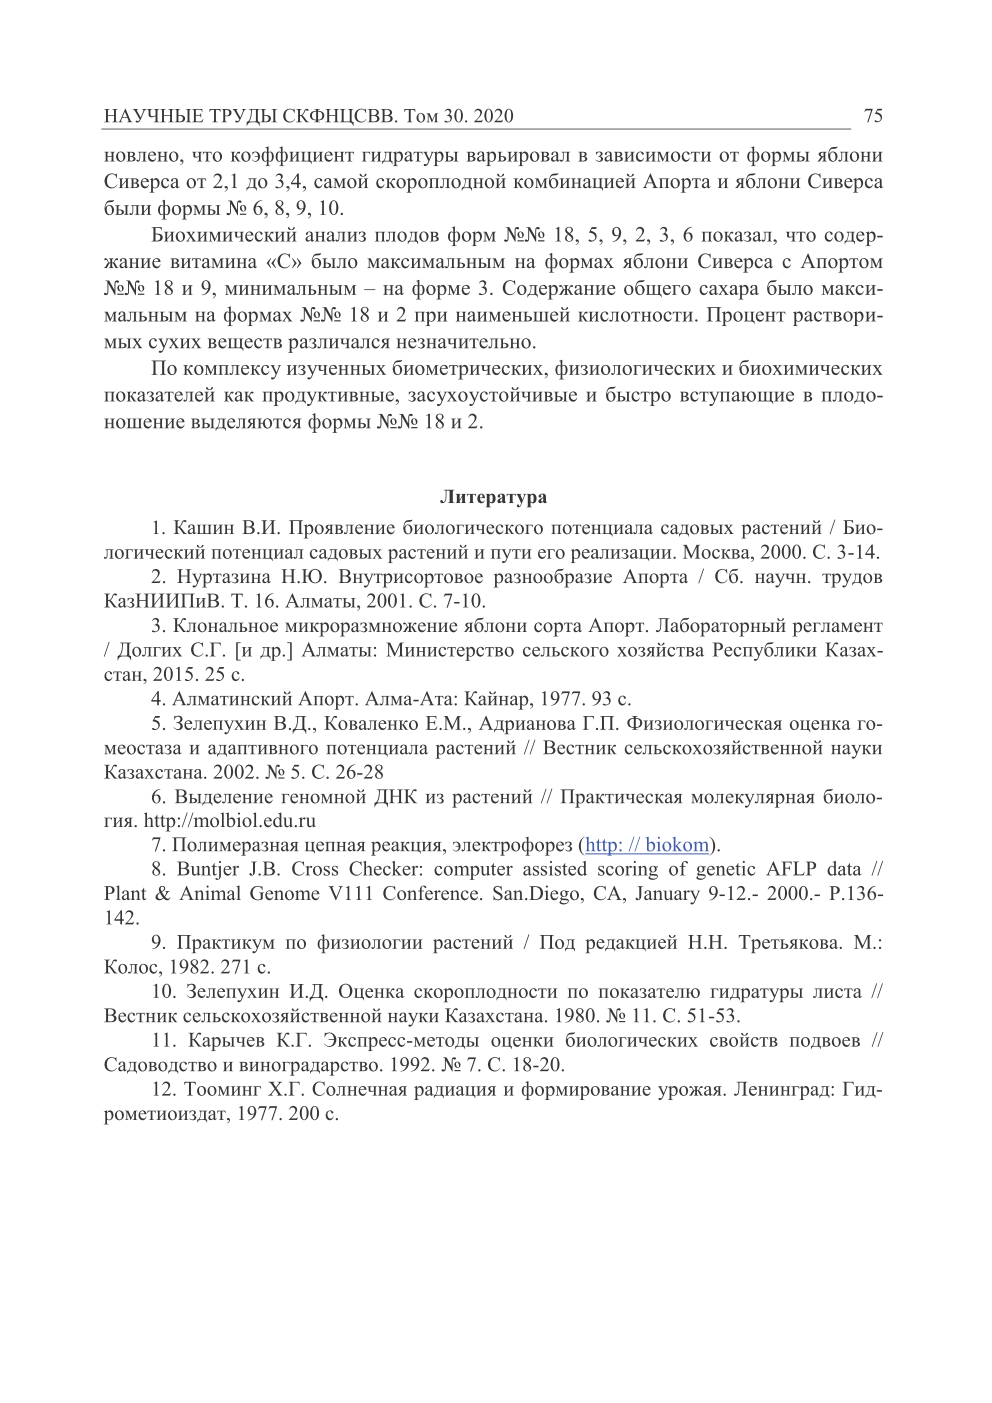 НАУЧНЫЕ ТРУДЫ СКФНЦСВВ. Том 30. 2020 75
новлено, что коэффициент гидратуры варьировал в зависимости от формы яблони
Сиверса от 2,1 до 3,4, самой скороплодной комбинацией Апорта и яблони Сиверса
были формы № 6, 8, 9, 10.
Биохимический анализ плодов форм №№ 18, 5, 9, 2, 3, 6 показал, что содер-
жание витамина «С» было максимальным на формах яблони Сиверса с Апортом
№№ 18 и 9, минимальным – на форме 3. Содержание общего сахара было макси-
мальным на формах №№ 18 и 2 при наименьшей кислотности. Процент раствори-
мых сухих веществ различался незначительно.
По комплексу изученных биометрических, физиологических и биохимических
показателей как продуктивные, засухоустойчивые и быстро вступающие в плодо-
ношение выделяются формы №№ 18 и 2.
Литература
1. Кашин В.И. Проявление биологического потенциала садовых растений / Био-
логический потенциал садовых растений и пути его реализации. Москва, 2000. С. 3-14.
2. Нуртазина Н.Ю. Внутрисортовое разнообразие Апорта / Сб. научн. трудов
КазНИИПиВ. Т. 16. Алматы, 2001. С. 7-10.
3. Клональное микроразмножение яблони сорта Апорт. Лабораторный регламент
/ Долгих С.Г. [и др.] Алматы: Министерство сельского хозяйства Республики Казах-
стан, 2015. 25 с.
4. Алматинский Апорт. Алма-Ата: Кайнар, 1977. 93 с.
5. Зелепухин В.Д., Коваленко Е.М., Адрианова Г.П. Физиологическая оценка го-
меостаза и адаптивного потенциала растений // Вестник сельскохозяйственной науки
Казахстана. 2002. № 5. С. 26-28
6. Выделение геномной ДНК из растений // Практическая молекулярная биоло-
гия. http://molbiol.edu.ru
7. Полимеразная цепная реакция, электрофорез (http: // biokom).
8. Buntjer J.B. Cross Checker: computer assisted scoring of genetic AFLP data //
Plant & Animal Genome V111 Conference. San.Diego, CA, January 9-12.- 2000.- P.136-
142.
9. Практикум по физиологии растений / Под редакцией Н.Н. Третьякова. М.:
Колос, 1982. 271 с.
10. Зелепухин И.Д. Оценка скороплодности по показателю гидратуры листа //
Вестник сельскохозяйственной науки Казахстана. 1980. № 11. С. 51-53.
11. Карычев К.Г. Экспресс-методы оценки биологических свойств подвоев //
Садоводство и виноградарство. 1992. № 7. С. 18-20.
12. Тооминг Х.Г. Солнечная радиация и формирование урожая. Ленинград: Гид-
рометиоиздат, 1977. 200 с.